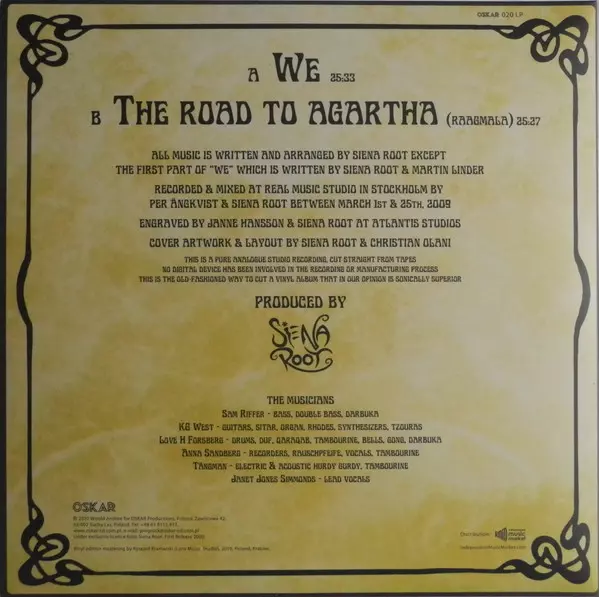 OSKAR 020 LP
A WE 25:33
B THE ROAD TO AGARTHA (RAAGMALA) 25:27
ALL MUSIC IS WRITTEN AND ARRANGED BY SIENA ROOT EXCEPT
THE FIRST PART OF "WE" WHICH IS WRITTEN BY SIENA ROOT & MARTIN LINDER
RECORDED & MIXED AT REAL MUSIC STUDIO IN STOCKHOLM BY
PER ÄNGKVIST & SIENA ROOT BETWEEN MARCH 1ST & 25TH, 2009
ENGRAVED BY JANNE HANSSON & SIENA ROOT AT ATLANTIS STUDIOS
COVER ARTWORK & LAYOUT BY SIENA ROOT & CHRISTIAN OLANI
THIS IS A PURE ANALOGUE STUDIO RECORDING, CUT STRAIGHT FROM TAPES
NO DIGITAL DEVICE HAS BEEN INVOLVED IN THE RECORDING OR MANUFACTURING PROCESS
THIS IS THE OLD-FASHIONED WAY TO CUT A VINYL ALBUM THAT IN OUR OPINION IS SONICALLY SUPERIOR
PRODUCED BY
SIENA
ROOT
THE MUSICIANS
SAM RIFFER - BASS, DOUBLE BASS, DARBUKA
KG WEST - GUITARS, SITAR, ORGAN, RHODES, SYNTHESIZERS, TZOURAS
LOVE H FORSBERG - DRUMS, DUF, QARAQAB, TAMBOURINE, BELLS, GONG, DARBUKA
ANNA SANDBERG - RECORDERS, RAUSCHPFEIFE, VOCALS, TAMBOURINE
TÄNGMAN - ELECTRIC & ACOUSTIC HURDY GURDY, TAMBOURINE
JANET JONES SIMMONDS - LEAD VOCALS
OSKAR
Distribution: